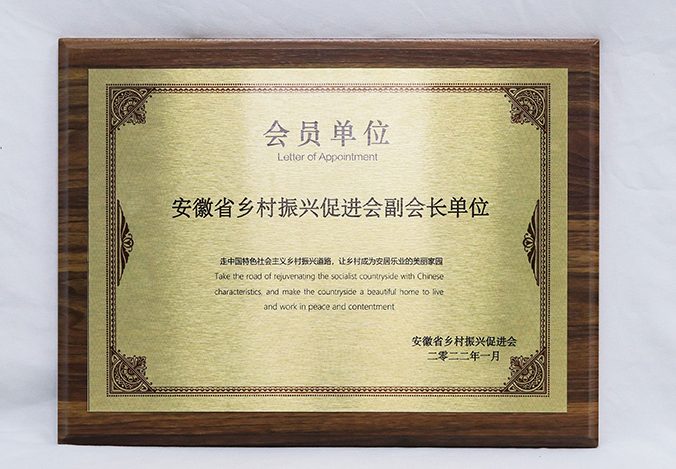 会员单位
Letter of Appointment
安徽省乡村振兴促进会副会长单位
走中国特色社会主义乡村振兴道路，让乡村成为安居乐业的美丽家园
Take the road of rejuvenating the socialist countryside with Chinese
characteristics, and make the countryside a beautiful home to live
and work in peace and contentment
安徽省乡村振兴促进会
二零二二年一月